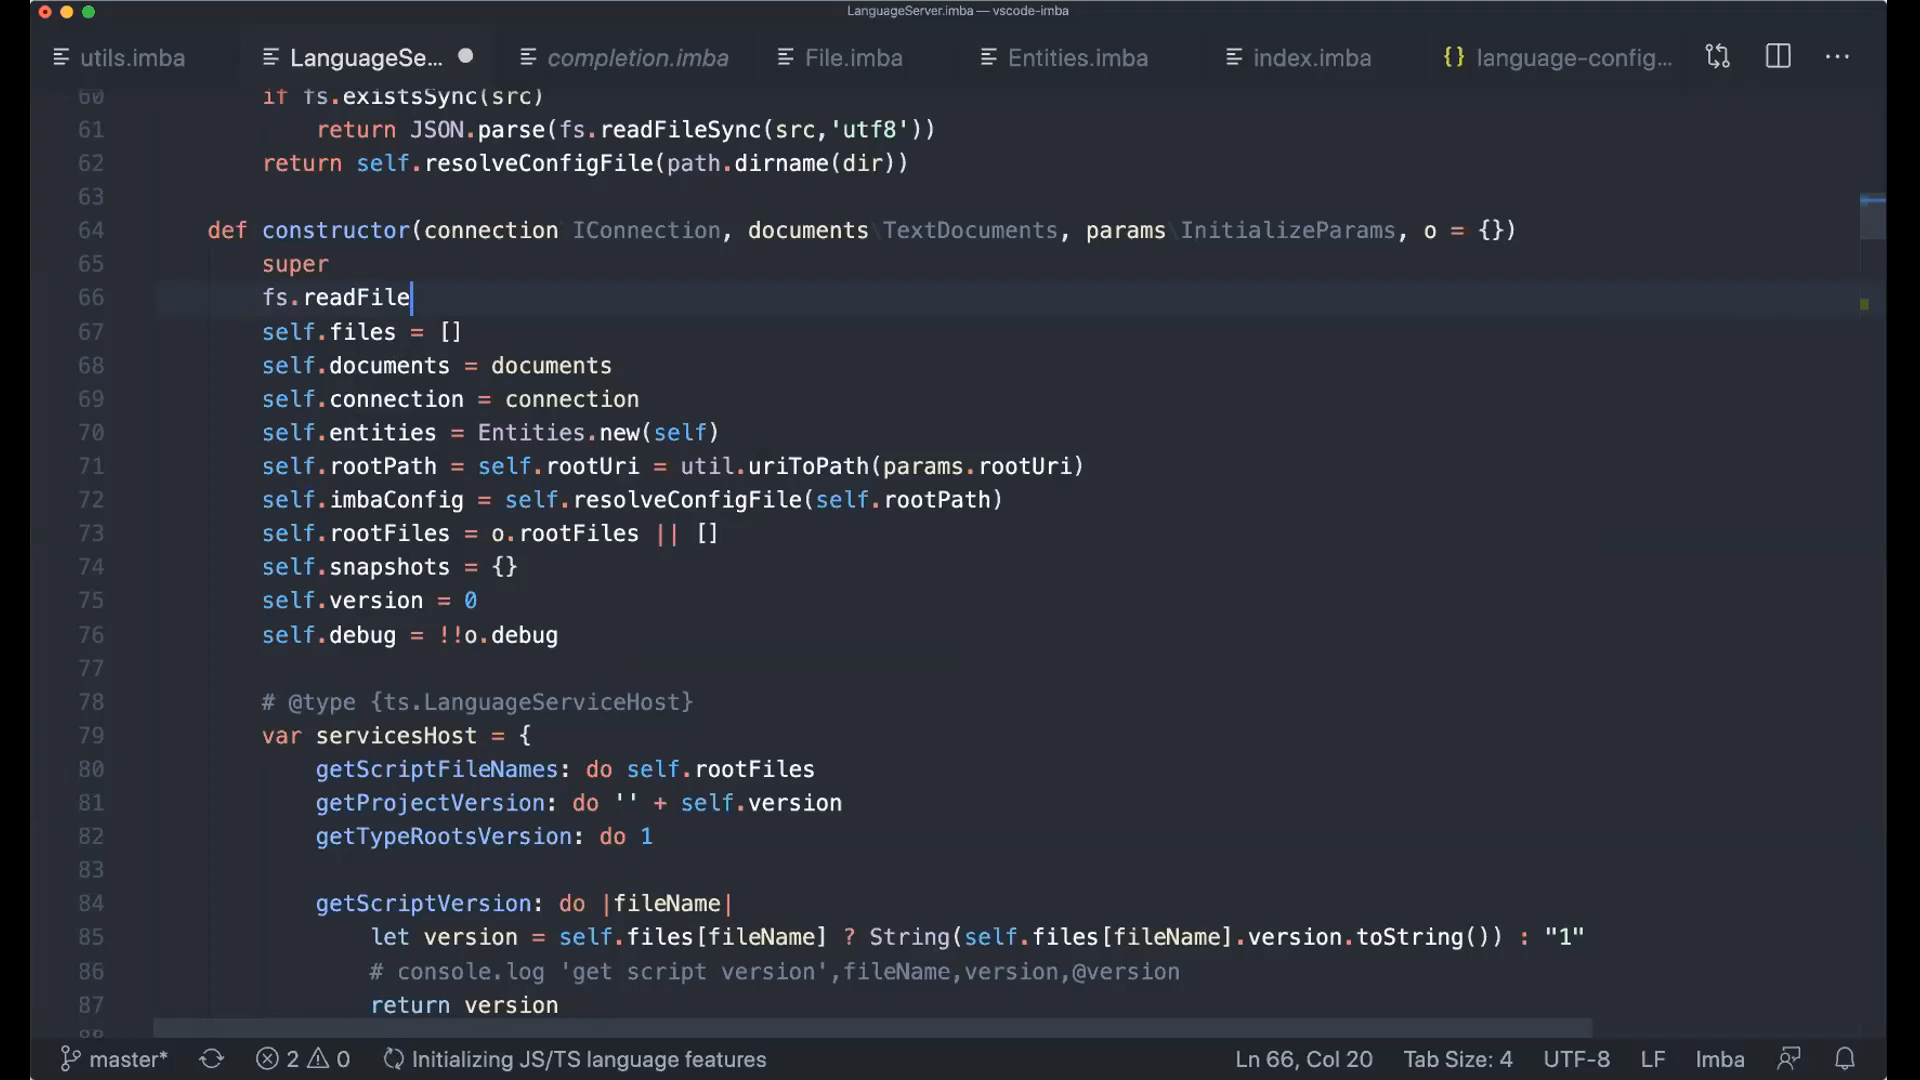 LanguageServer.imba — vscode-imba
utils.imba LanguageSe... completion.imba File.imba Entities.imba index.imba {} language-config... ...
60 if fs.existsSync(src)
61 return JSON.parse(fs.readFileSync(src,'utf8'))
62 return self.resolveConfigFile(path.dirname(dir))
63
64 def constructor(connection\IConnection, documents\TextDocuments, params\InitializeParams, o = {})
65 super
66 fs.readFile
67 self.files = []
68 self.documents = documents
69 self.connection = connection
70 self.entities = Entities.new(self)
71 self.rootPath = self.rootUri = util.uriToPath(params.rootUri)
72 self.imbaConfig = self.resolveConfigFile(self.rootPath)
73 self.rootFiles = o.rootFiles || []
74 self.snapshots = {}
75 self.version = 0
76 self.debug = !!o.debug
77
78 # @type {ts.LanguageServiceHost}
79 var servicesHost = {
80 getScriptFileNames: do self.rootFiles
81 getProjectVersion: do '' + self.version
82 getTypeRootsVersion: do 1
83
84 getScriptVersion: do |fileName|
85 let version = self.files[fileName] ? String(self.files[fileName].version.toString()) : "1"
86 # console.log 'get script version',fileName,version,@version
87 return version
88
master* 2 0 Initializing JS/TS language features Ln 66, Col 20 Tab Size: 4 UTF-8 LF Imba